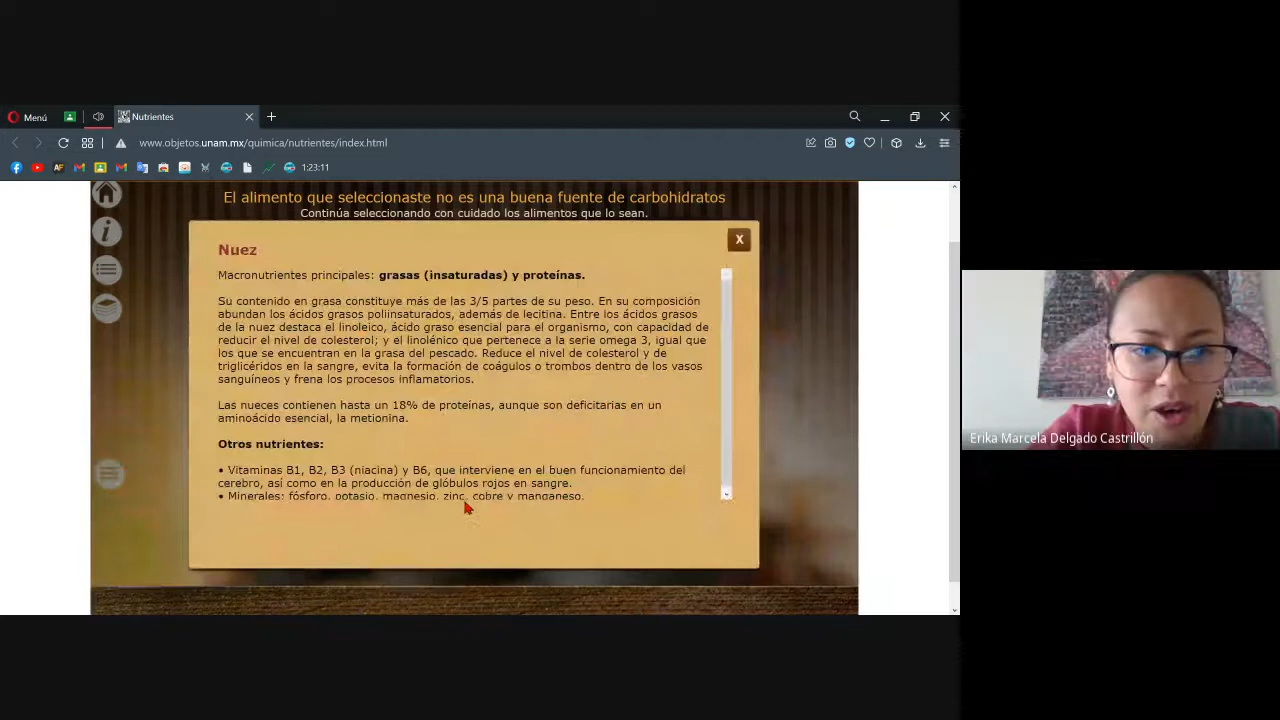 Menú
Nutrientes
www.objetos.unam.mx/quimica/nutrientes/index.html
AF
1:23:11
El alimento que seleccionaste no es una buena fuente de carbohidratos
Continúa seleccionando con cuidado los alimentos que lo sean.
X
Nuez
Macronutrientes principales: grasas (insaturadas) y proteínas.
Su contenido en grasa constituye más de las 3/5 partes de su peso. En su composición
abundan los ácidos grasos poliinsaturados, además de lecitina. Entre los ácidos grasos
de la nuez destaca el linoleico, ácido graso esencial para el organismo, con capacidad de
reducir el nivel de colesterol; y el linolénico que pertenece a la serie omega 3, igual que
los que se encuentran en la grasa del pescado. Reduce el nivel de colesterol y de
triglicéridos en la sangre, evita la formación de coágulos o trombos dentro de los vasos
sanguíneos y frena los procesos inflamatorios.
Las nueces contienen hasta un 18% de proteínas, aunque son deficitarias en un
aminoácido esencial, la metionina.
Otros nutrientes:
• Vitaminas B1, B2, B3 (niacina) y B6, que interviene en el buen funcionamiento del
cerebro, así como en la producción de glóbulos rojos en sangre.
• Minerales: fósforo, potasio, magnesio, zinc, cobre y manganeso.
Erika Marcela Delgado Castrillón